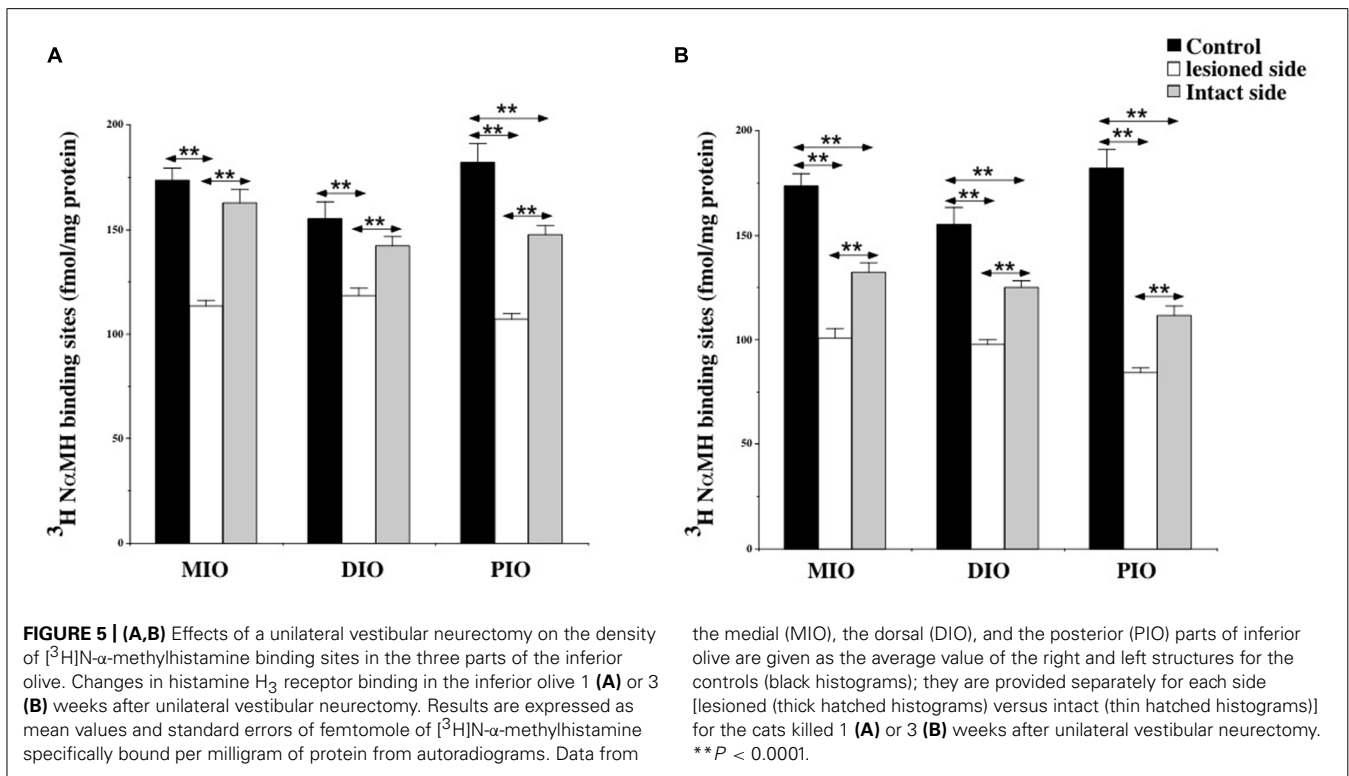 A
B
Control
lesioned side
Intact side
³H NαMH binding sites (fmol/mg protein)
200
150
100
50
0
**
**
**
**
**
**
**
MIO
DIO
PIO
³H NαMH binding sites (fmol/mg protein)
200
150
100
50
0
**
**
**
**
**
**
**
**
**
MIO
DIO
PIO
FIGURE 5 | (A,B) Effects of a unilateral vestibular neurectomy on the density
of [³H]N-α-methylhistamine binding sites in the three parts of the inferior
olive. Changes in histamine H₃ receptor binding in the inferior olive 1 (A) or 3
(B) weeks after unilateral vestibular neurectomy. Results are expressed as
mean values and standard errors of femtomole of [³H]N-α-methylhistamine
specifically bound per milligram of protein from autoradiograms. Data from
the medial (MIO), the dorsal (DIO), and the posterior (PIO) parts of inferior
olive are given as the average value of the right and left structures for the
controls (black histograms); they are provided separately for each side
[lesioned (thick hatched histograms) versus intact (thin hatched histograms)]
for the cats killed 1 (A) or 3 (B) weeks after unilateral vestibular neurectomy.
**P < 0.0001.